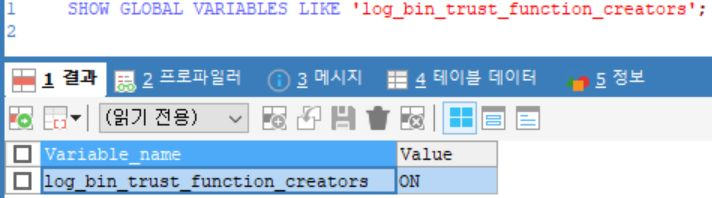 1 SHOW GLOBAL VARIABLES LIKE 'log_bin_trust_function_creators';
2
1 결과 2 프로파일러 3 메시지 4 테이블 데이터 5 정보
(읽기 전용)
Variable_name Value
log_bin_trust_function_creators ON